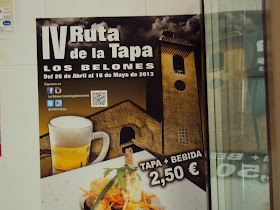 IV Ruta
de la Tapa
LOS BELONES
Del 26 de Abril al 16 de Mayo de 2013
TAPA + BEBIDA
2,50 €